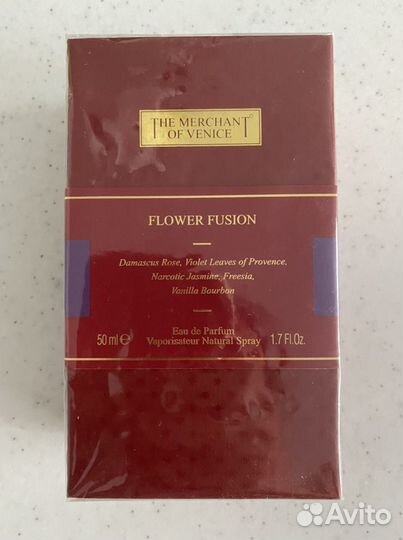 THE MERCHANT®
OF VENICE
FLOWER FUSION
Damascus Rose, Violet Leaves of Provence,
Narcotic Jasmine, Freesia,
Vanilla Bourbon
Eau de Parfum
50 ml ℮ Vaporisateur Natural Spray 1.7 Fl.Oz.
Avito